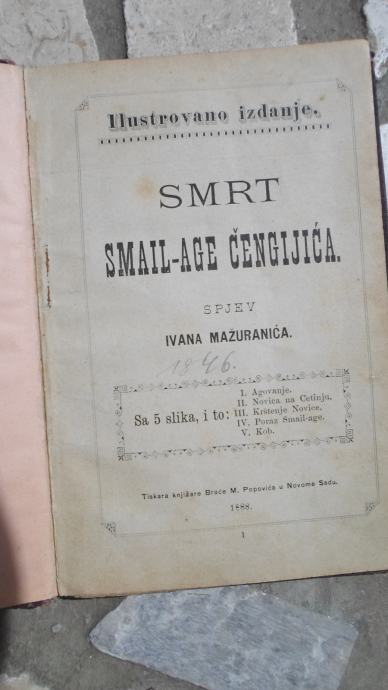 Ilustrovano izdanje.
SMRT
SMAIL-AGE ČENGIJIĆA.
SPJEV
IVANA MAŽURANIĆA.
1846.
Sa 5 slika, i to:
I. Agovanje.
II. Novica na Cetinju.
III. Krštenje Novice.
IV. Poraz Smail-age.
V. Kob.
Tiskara knjižare Braće M. Popovića u Novome Sadu.
1888.
1